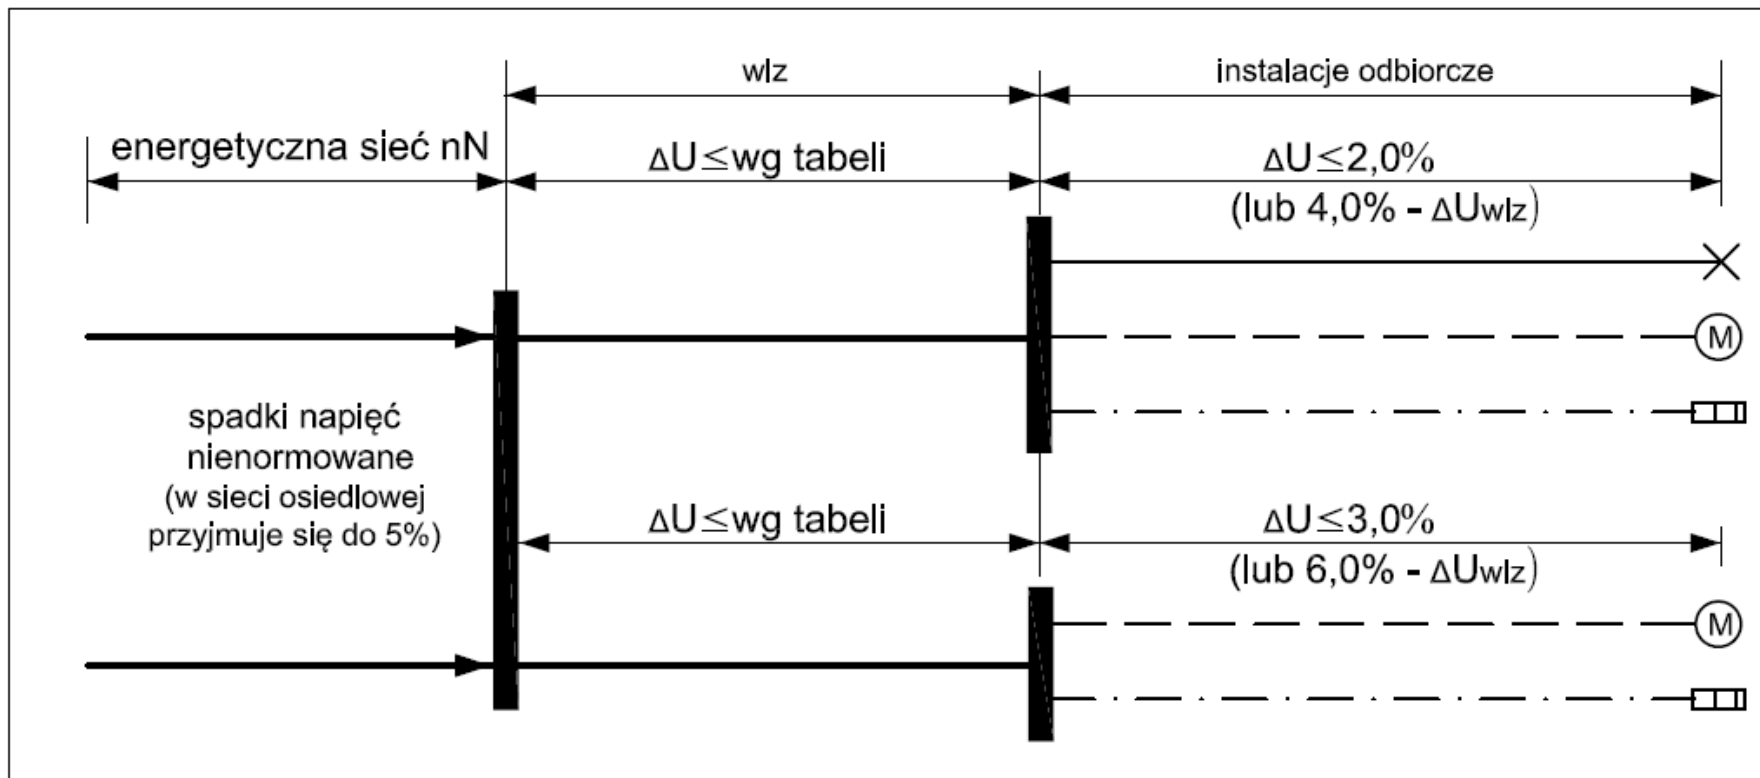 wlz
instalacje odbiorcze
energetyczna sieć nN
ΔU≤wg tabeli
ΔU≤2,0%
(lub 4,0% - ΔUwlz)
M
spadki napięć
nienormowane
(w sieci osiedlowej
przyjmuje się do 5%)
ΔU≤wg tabeli
ΔU≤3,0%
(lub 6,0% - ΔUwlz)
M